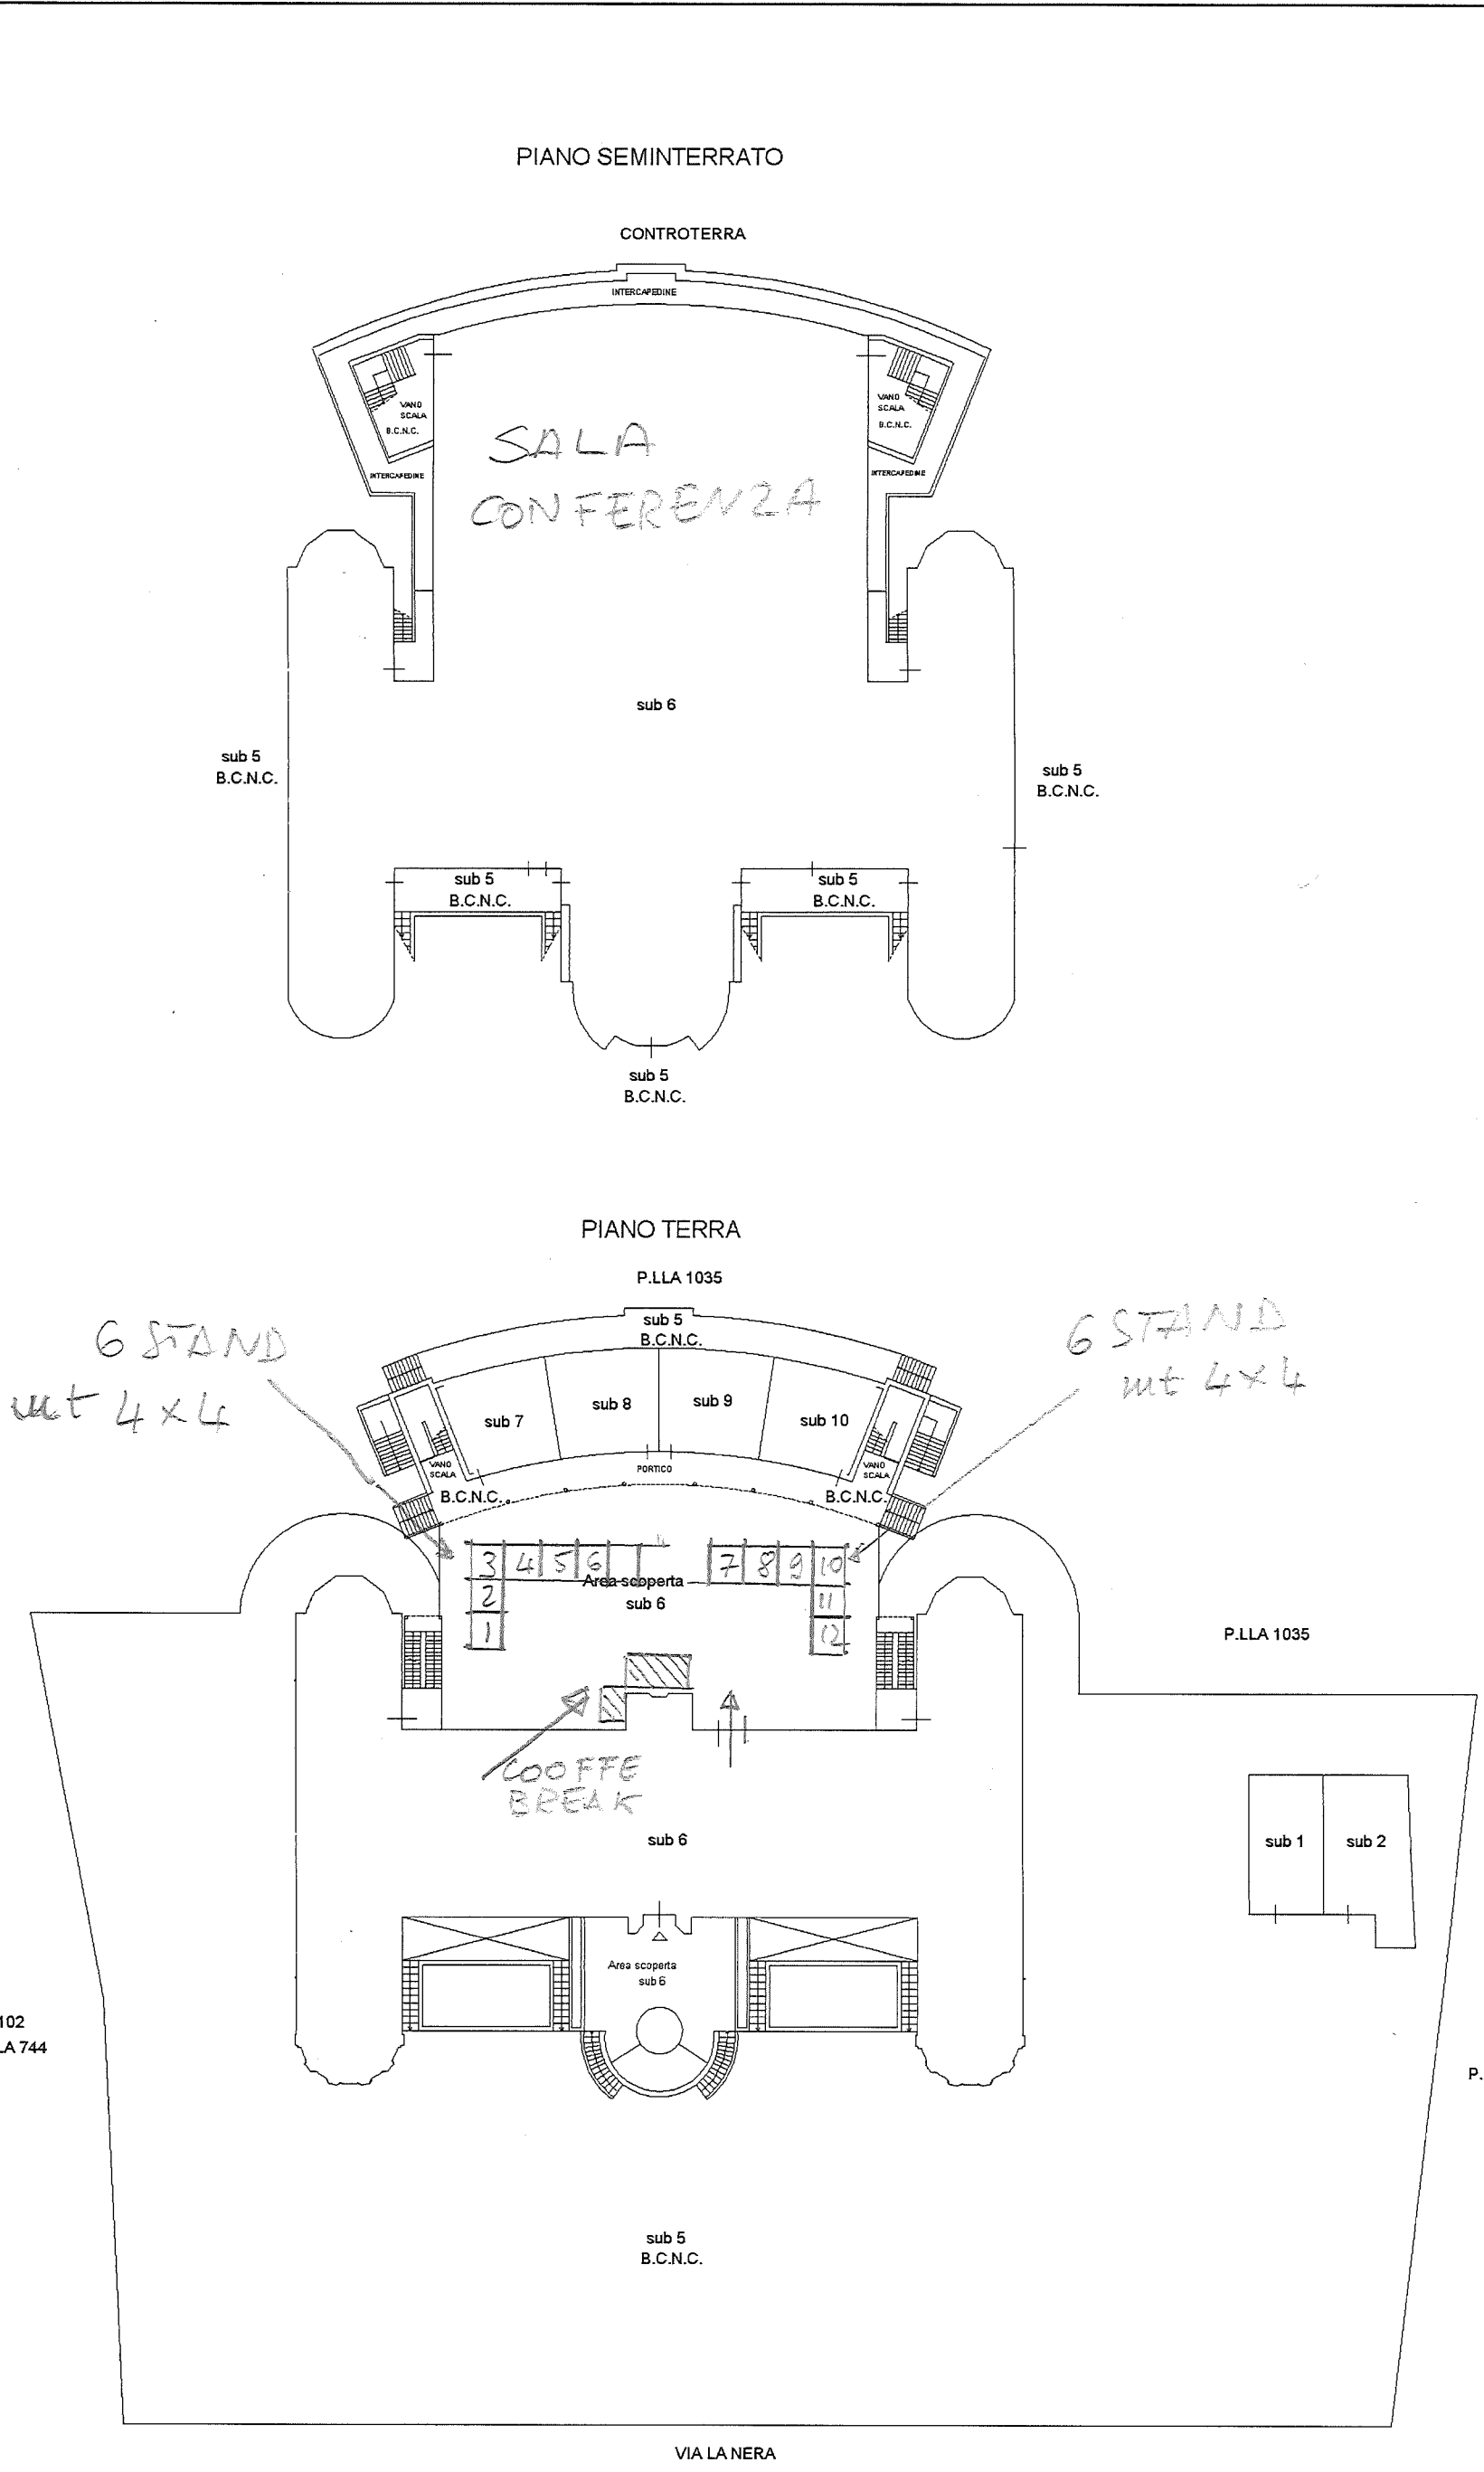 PIANO SEMINTERRATO
CONTROTERRA
INTERCAPEDINE
VANO
SCALA
B.C.N.C.
VANO
SCALA
B.C.N.C.
SALA
CONFERENZA
INTERCAPEDINE
INTERCAPEDINE
sub 6
sub 5
B.C.N.C.
sub 5
B.C.N.C.
sub 5
B.C.N.C.
sub 5
B.C.N.C.
sub 5
B.C.N.C.
PIANO TERRA
P.LLA 1035
6 STAND
mt 4x4
6 STAND
mt 4x4
sub 5
B.C.N.C.
sub 7
sub 8
sub 9
sub 10
VANO
SCALA
B.C.N.C.
PORTICO
VANO
SCALA
B.C.N.C.
3 4 5 6
7 8 9 10
2
1
11
12
Area scoperta
sub 6
P.LLA 1035
COOFFE
BREAK
sub 6
sub 1
sub 2
Area scoperta
sub 6
102
LA 744
P.
sub 5
B.C.N.C.
VIA LA NERA